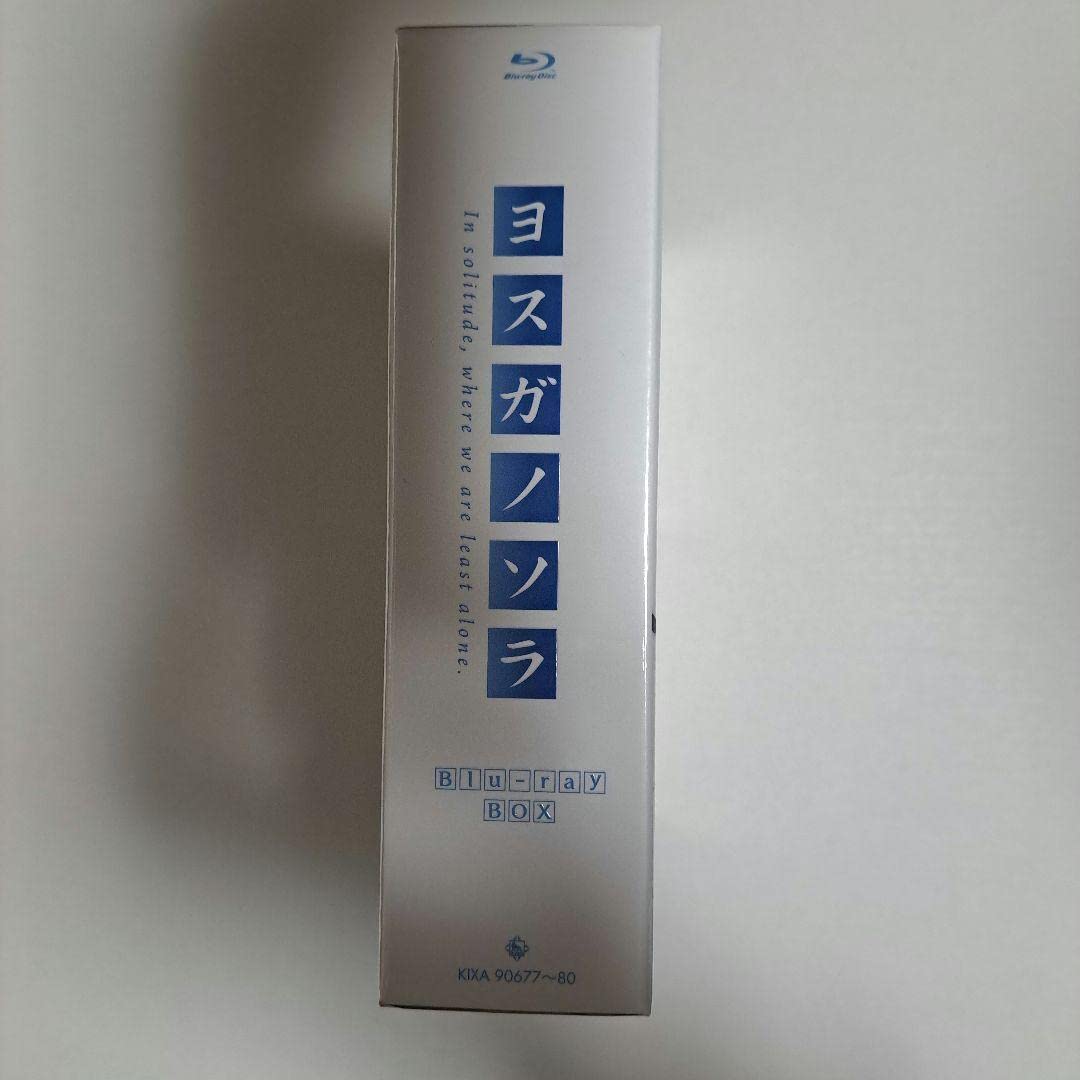 Blu-ray Disc
ヨスガノソラ
In solitude, where we are least alone.
Blu-ray
BOX
KIXA 90677～80